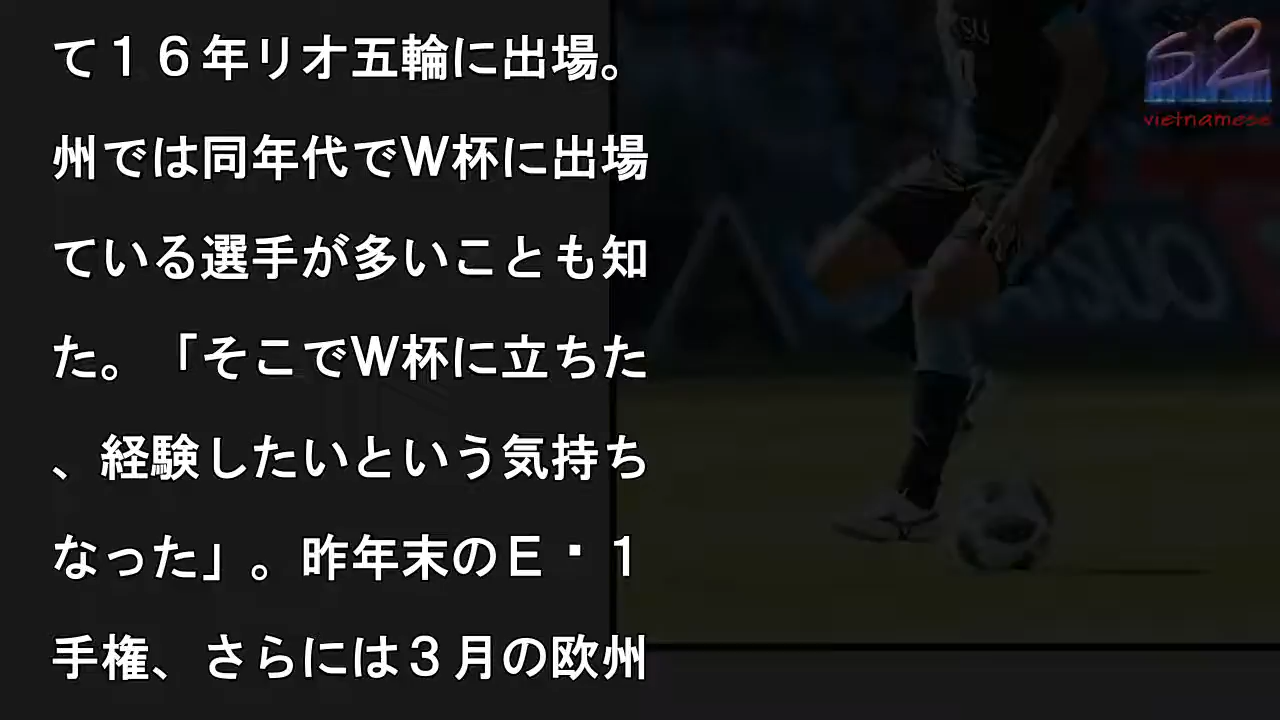 て１６年リオ五輪に出場。
州では同年代でＷ杯に出場
ている選手が多いことも知
た。「そこでＷ杯に立ちた
、経験したいという気持ち
なった」。昨年末のＥ・１
手権、さらには３月の欧州
S2
vietnamese